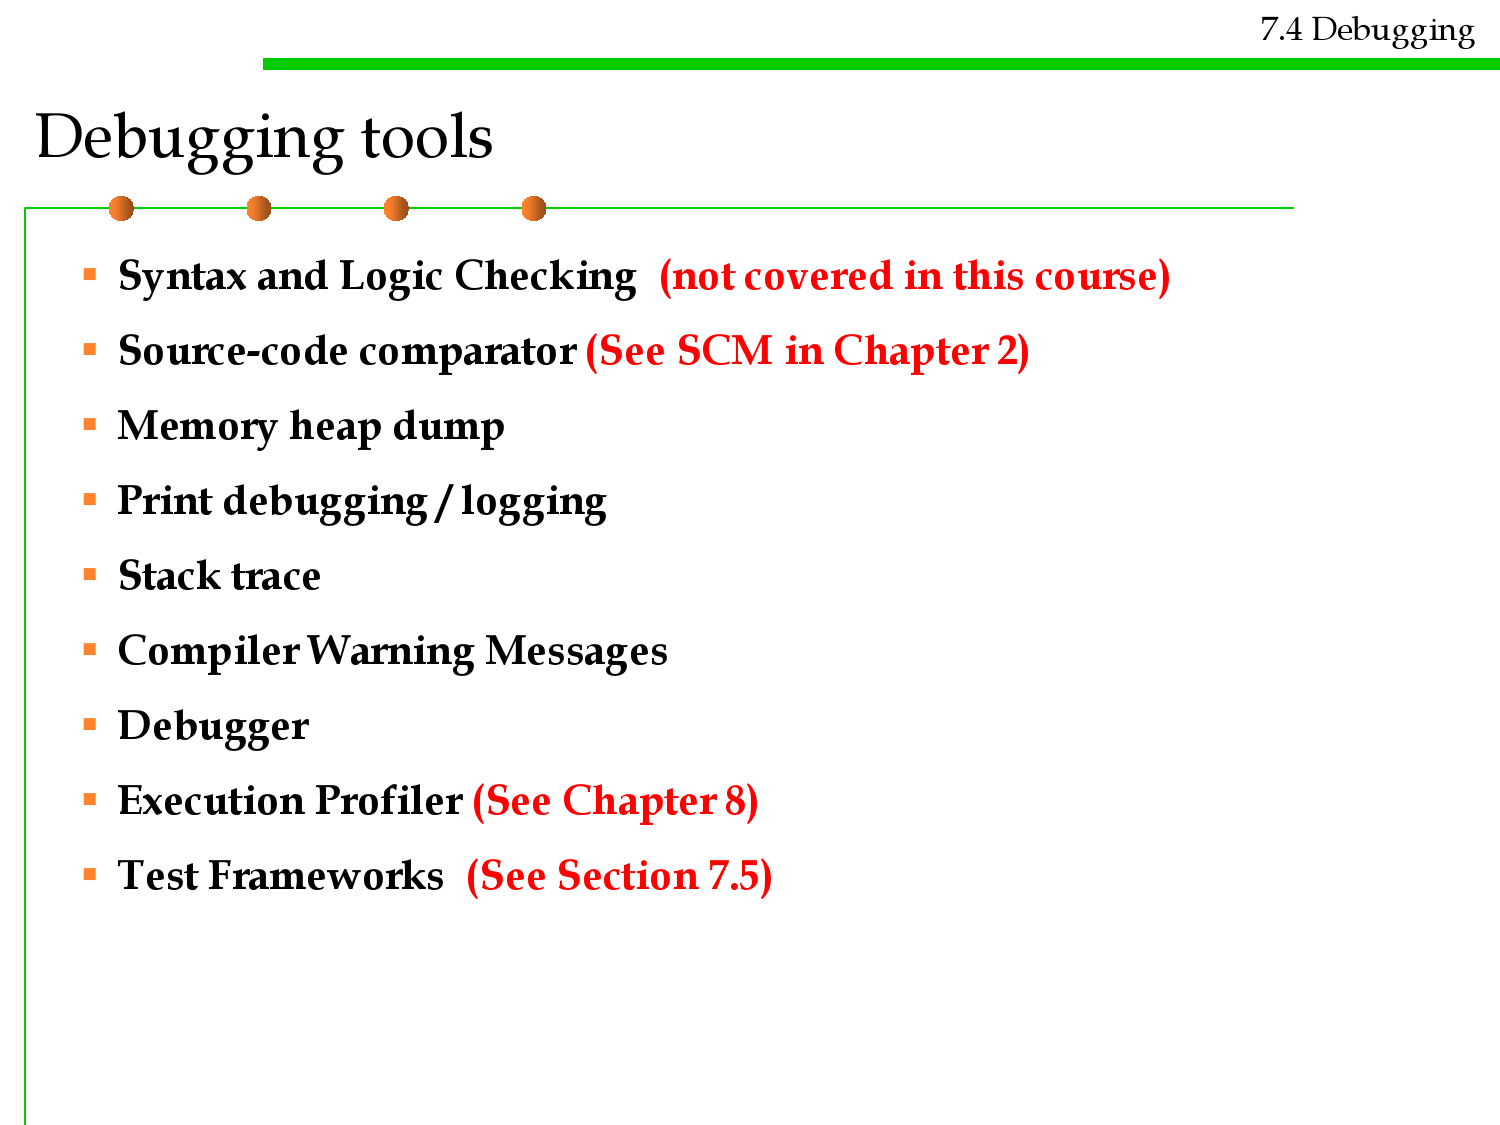 7.4 Debugging
Debugging tools
▪ Syntax and Logic Checking (not covered in this course)
▪ Source-code comparator (See SCM in Chapter 2)
▪ Memory heap dump
▪ Print debugging / logging
▪ Stack trace
▪ Compiler Warning Messages
▪ Debugger
▪ Execution Profiler (See Chapter 8)
▪ Test Frameworks (See Section 7.5)